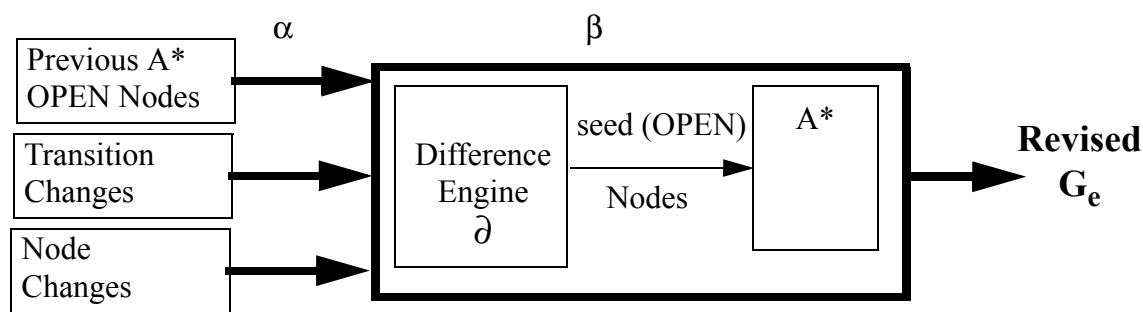 α
β
Previous A*
OPEN Nodes
Transition
Changes
Node
Changes
Difference
Engine
∂
seed (OPEN)
Nodes
A*
Revised
Gₑ